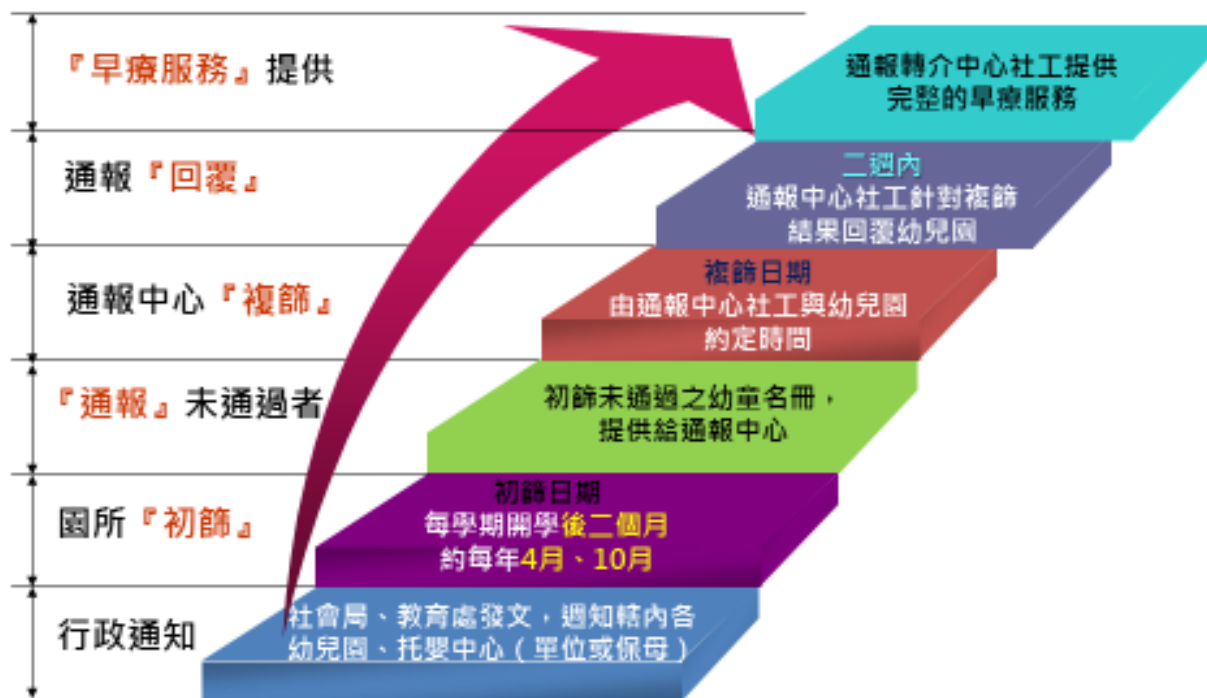 『早療服務』提供
通報轉介中心社工提供
完整的早療服務
通報『回覆』
二週內
通報中心社工針對複篩
結果回覆幼兒園
通報中心『複篩』
複篩日期
由通報中心社工與幼兒園
約定時間
『通報』未通過者
初篩未通過之幼童名冊，
提供給通報中心
園所『初篩』
初篩日期
每學期開學後二個月
約每年4月、10月
行政通知
社會局、教育處發文，週知轄內各
幼兒園、托嬰中心（單位或保母）